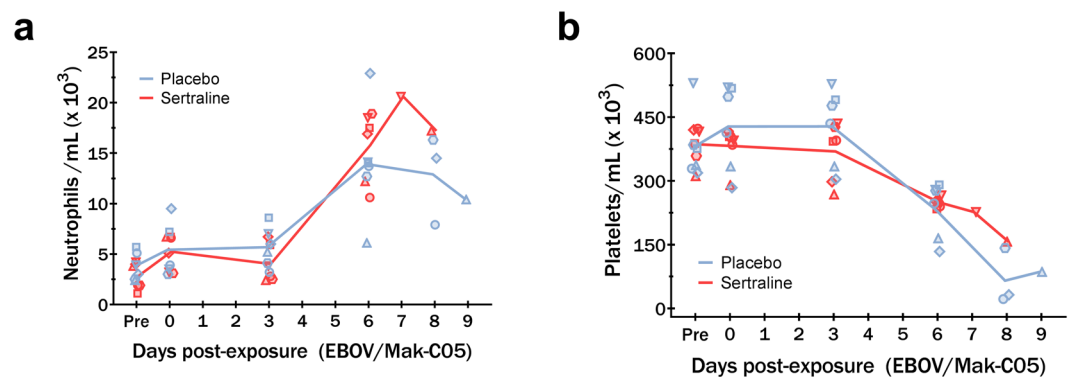 a
Neutrophils/mL (x 10³)
25
20
15
10
5
0
Placebo
Sertraline
Pre 0 1 2 3 4 5 6 7 8 9
Days post-exposure (EBOV/Mak-C05)
b
Platelets/mL (x 10³)
600
450
300
150
0
Placebo
Sertraline
Pre 0 1 2 3 4 5 6 7 8 9
Days post-exposure (EBOV/Mak-C05)